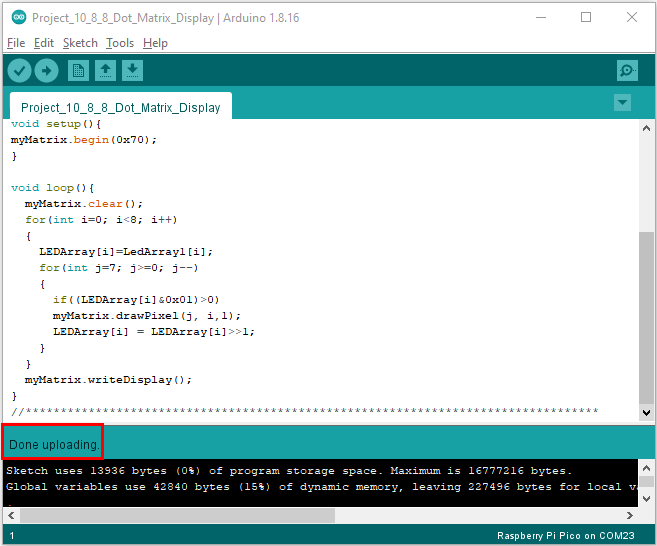 Project_10_8_8_Dot_Matrix_Display | Arduino 1.8.16
File Edit Sketch Tools Help
Project_10_8_8_Dot_Matrix_Display
void setup(){
myMatrix.begin(0x70);
}
void loop(){
myMatrix.clear();
for(int i=0; i<8; i++)
{
LEDArray[i]=LedArray1[i];
for(int j=7; j>=0; j--)
{
if((LEDArray[i]&0x01)>0)
myMatrix.drawPixel(j, i,1);
LEDArray[i] = LEDArray[i]>>1;
}
}
myMatrix.writeDisplay();
}
//**********************************************************************************
Done uploading.
Sketch uses 13936 bytes (0%) of program storage space. Maximum is 16777216 bytes.
Global variables use 42840 bytes (15%) of dynamic memory, leaving 227496 bytes for local
1
Raspberry Pi Pico on COM23